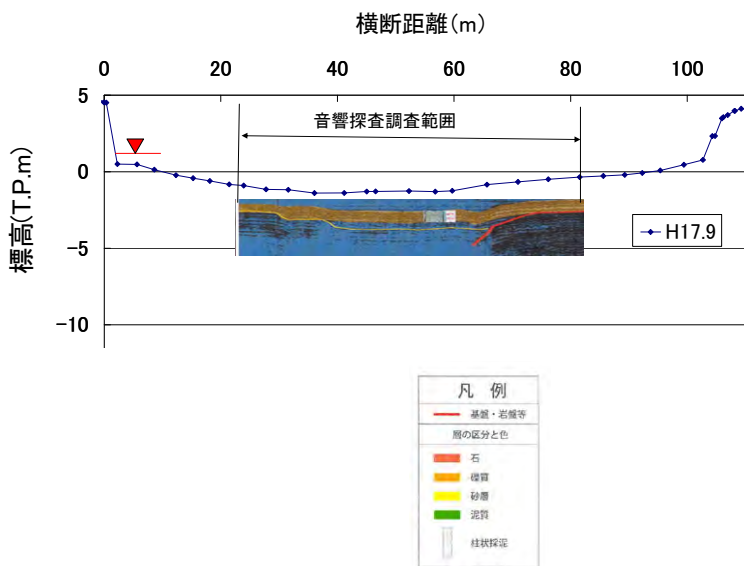 横断距離(m)
0 20 40 60 80 100
標高(T.P.m)
5
0
-5
-10
音響探査調査範囲
H17.9
凡 例
基盤・岩盤等
層の区分と色
石
礫質
砂層
泥質
柱状採泥